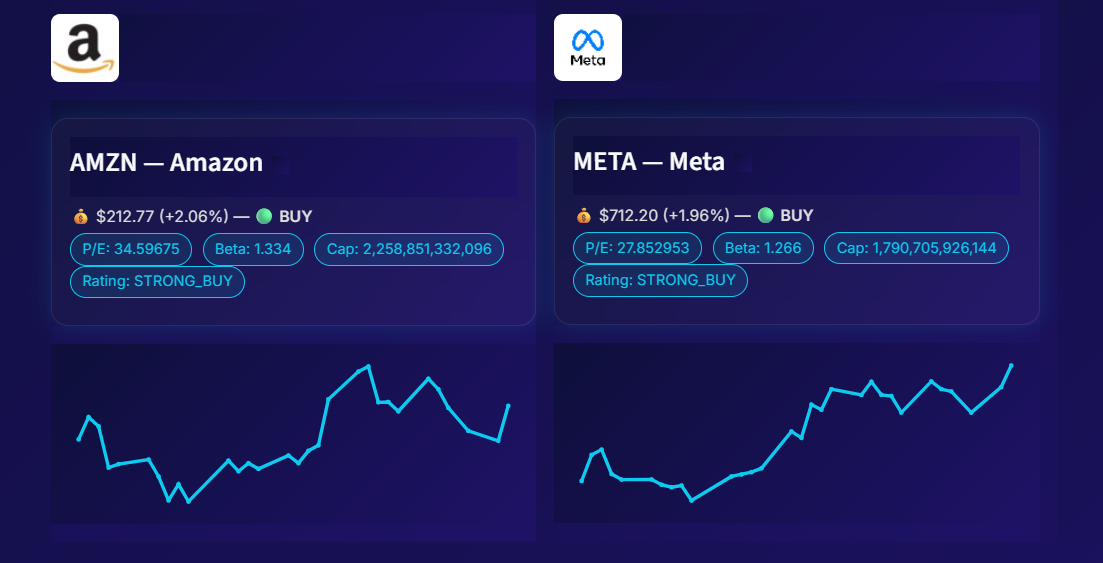 a
Meta
AMZN — Amazon
💰 $212.77 (+2.06%) — 🟢 BUY
P/E: 34.59675 Beta: 1.334 Cap: 2,258,851,332,096
Rating: STRONG_BUY
META — Meta
💰 $712.20 (+1.96%) — 🟢 BUY
P/E: 27.852953 Beta: 1.266 Cap: 1,790,705,926,144
Rating: STRONG_BUY